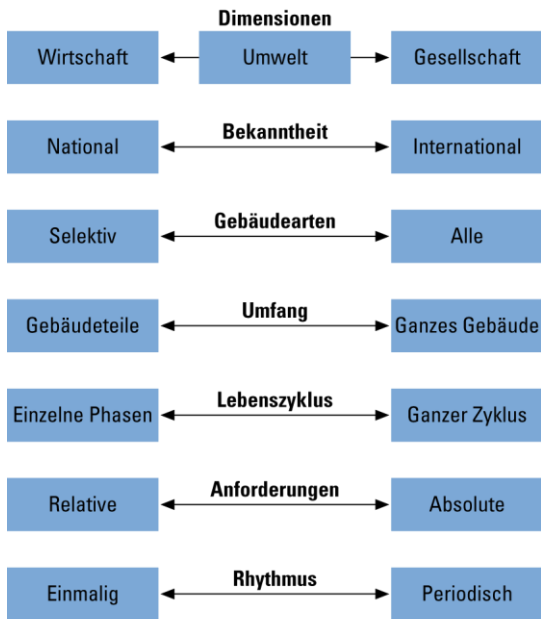 Dimensionen
Wirtschaft Umwelt Gesellschaft
Bekanntheit
National International
Gebäudearten
Selektiv Alle
Umfang
Gebäudeteile Ganzes Gebäude
Lebenszyklus
Einzelne Phasen Ganzer Zyklus
Anforderungen
Relative Absolute
Rhythmus
Einmalig Periodisch